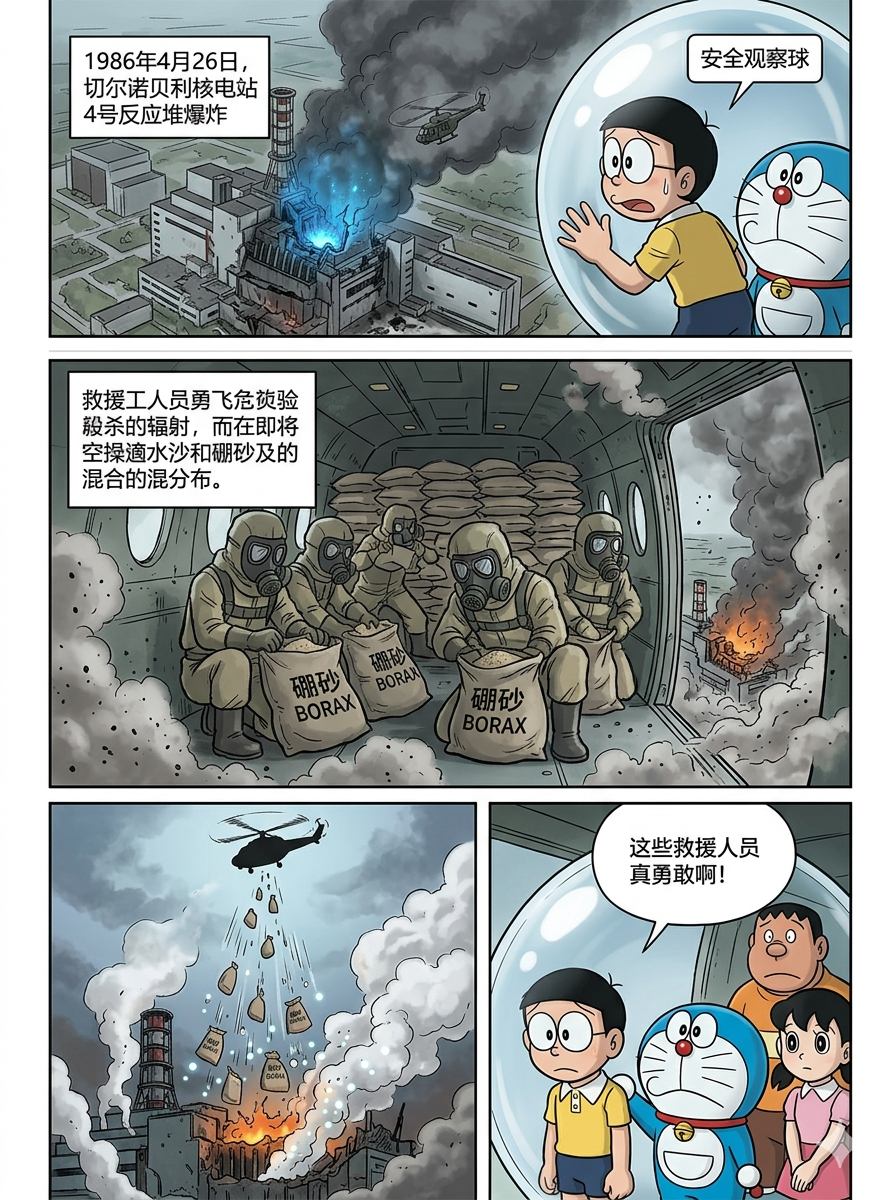 1986年4月26日，
切尔诺贝利核电站
4号反应堆爆炸
安全观察球
救援工人员勇飞危验
杀的辐射，而在即将
空操適水沙和硼砂及的
混合的混分布。
硼砂
BORAX
硼砂
BORAX
硼砂
BORAX
这些救援人员
真勇敢啊！